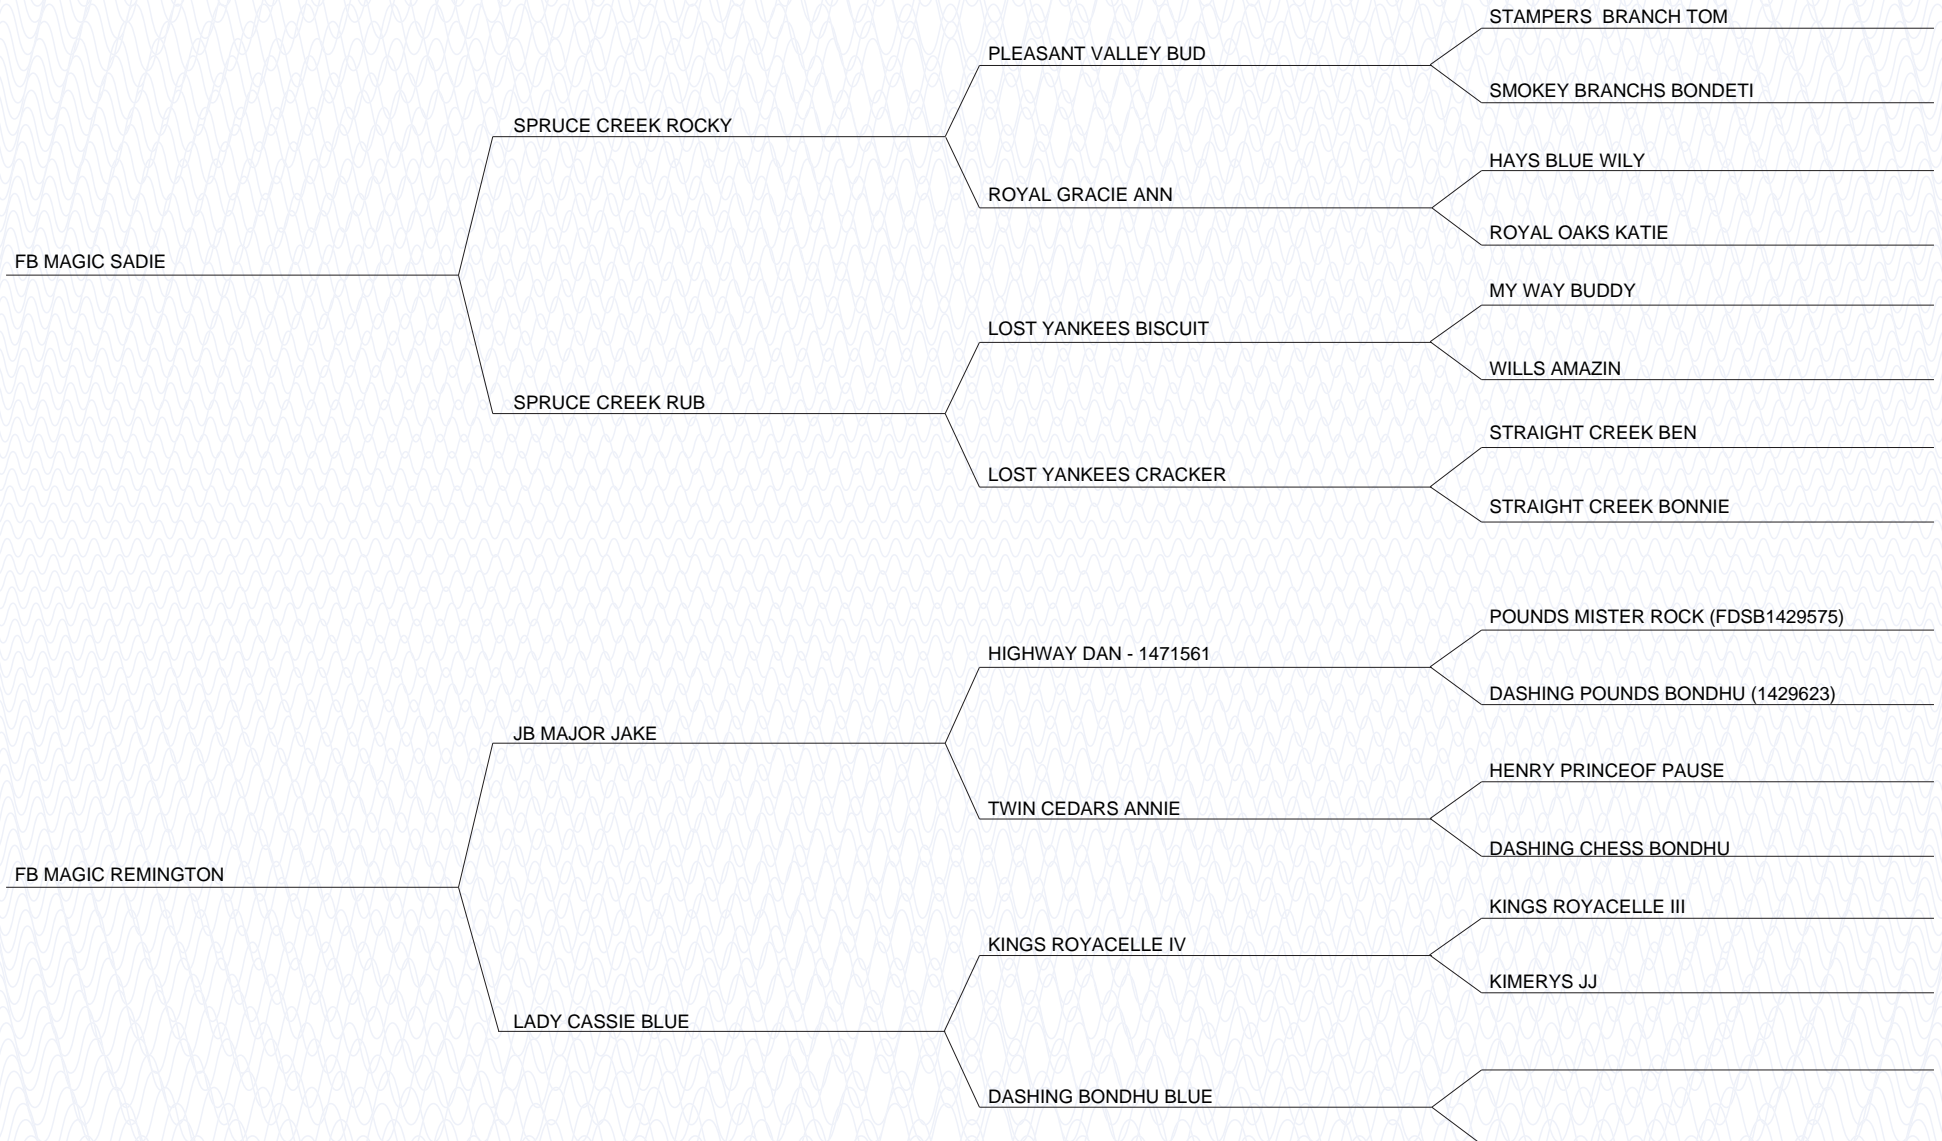 STAMPERS  BRANCH TOM
PLEASANT VALLEY BUD
SMOKEY BRANCHS BONDETI
SPRUCE CREEK ROCKY
HAYS BLUE WILY
ROYAL GRACIE ANN
ROYAL OAKS KATIE
FB MAGIC SADIE
MY WAY BUDDY
LOST YANKEES BISCUIT
WILLS AMAZIN
SPRUCE CREEK RUB
STRAIGHT CREEK BEN
LOST YANKEES CRACKER
STRAIGHT CREEK BONNIE
POUNDS MISTER ROCK (FDSB1429575)
HIGHWAY DAN - 1471561
DASHING POUNDS BONDHU (1429623)
JB MAJOR JAKE
HENRY PRINCEOF PAUSE
TWIN CEDARS ANNIE
DASHING CHESS BONDHU
FB MAGIC REMINGTON
KINGS ROYACELLE III
KINGS ROYACELLE IV
KIMERYS JJ
LADY CASSIE BLUE
DASHING BONDHU BLUE